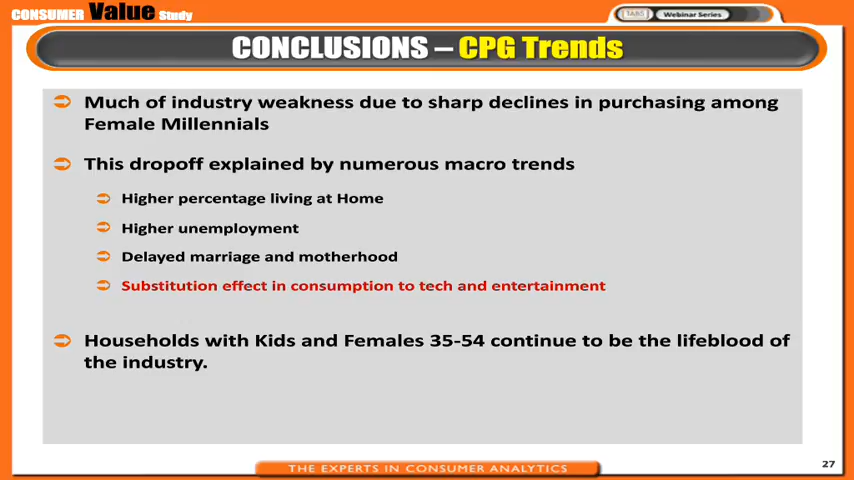 CONSUMER Value Study
TABS Webinar Series
CONCLUSIONS – CPG Trends
Much of industry weakness due to sharp declines in purchasing among
Female Millennials
This dropoff explained by numerous macro trends
Higher percentage living at Home
Higher unemployment
Delayed marriage and motherhood
Substitution effect in consumption to tech and entertainment
Households with Kids and Females 35-54 continue to be the lifeblood of
the industry.
THE EXPERTS IN CONSUMER ANALYTICS
27